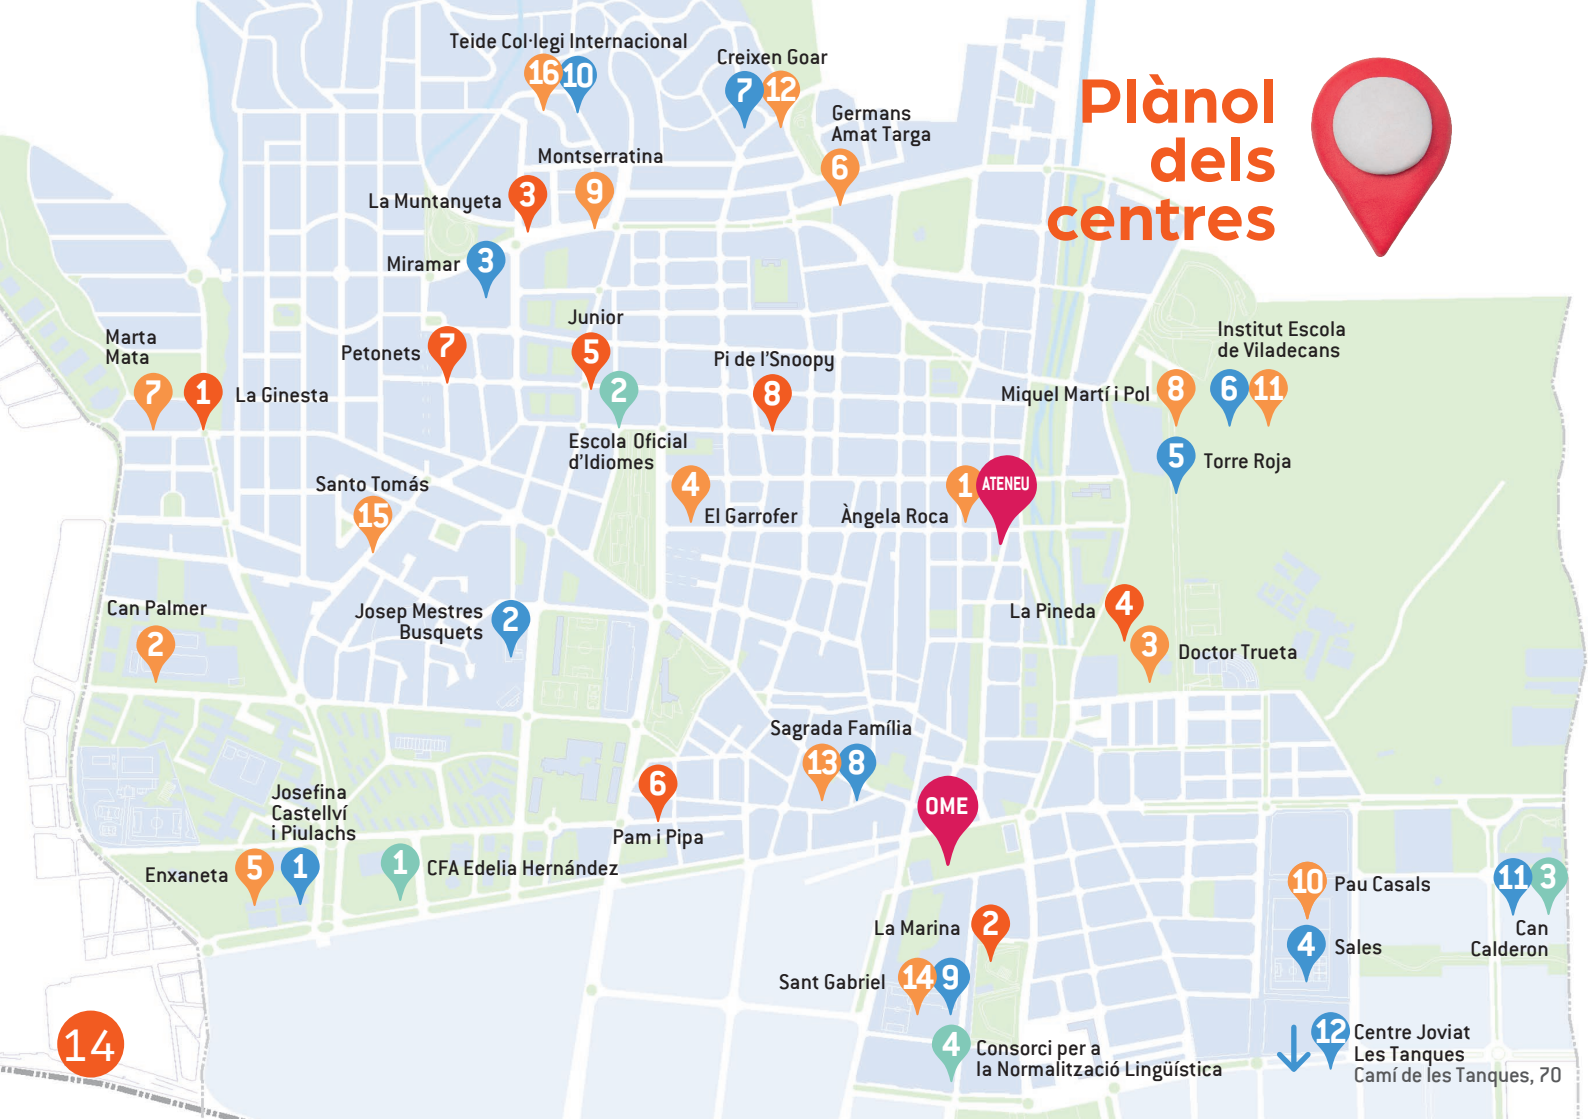 Plànol
dels
centres
Teide Col·legi Internacional
16
10
Creixen Goar
7
12
Germans
Amat Targa
6
Montserratina
9
La Muntanyeta
3
Miramar
3
Junior
5
2
Escola Oficial
d'Idiomes
Petonets
7
Pi de l'Snoopy
8
Marta
Mata
7
1
La Ginesta
Institut Escola
de Viladecans
6
11
Miquel Martí i Pol
8
5
Torre Roja
Santo Tomás
15
4
El Garrofer
Àngela Roca
1
ATENEU
Can Palmer
2
Josep Mestres
Busquets
2
La Pineda
4
3
Doctor Trueta
Sagrada Família
13
8
6
Pam i Pipa
OME
Josefina
Castellví
i Piulachs
1
Enxaneta
5
1
CFA Edelia Hernández
10
Pau Casals
4
Sales
11
3
Can
Calderon
La Marina
2
Sant Gabriel
14
9
4
Consorci per a
la Normalització Lingüística
12
Centre Joviat
Les Tanques
Camí de les Tanques, 70
14